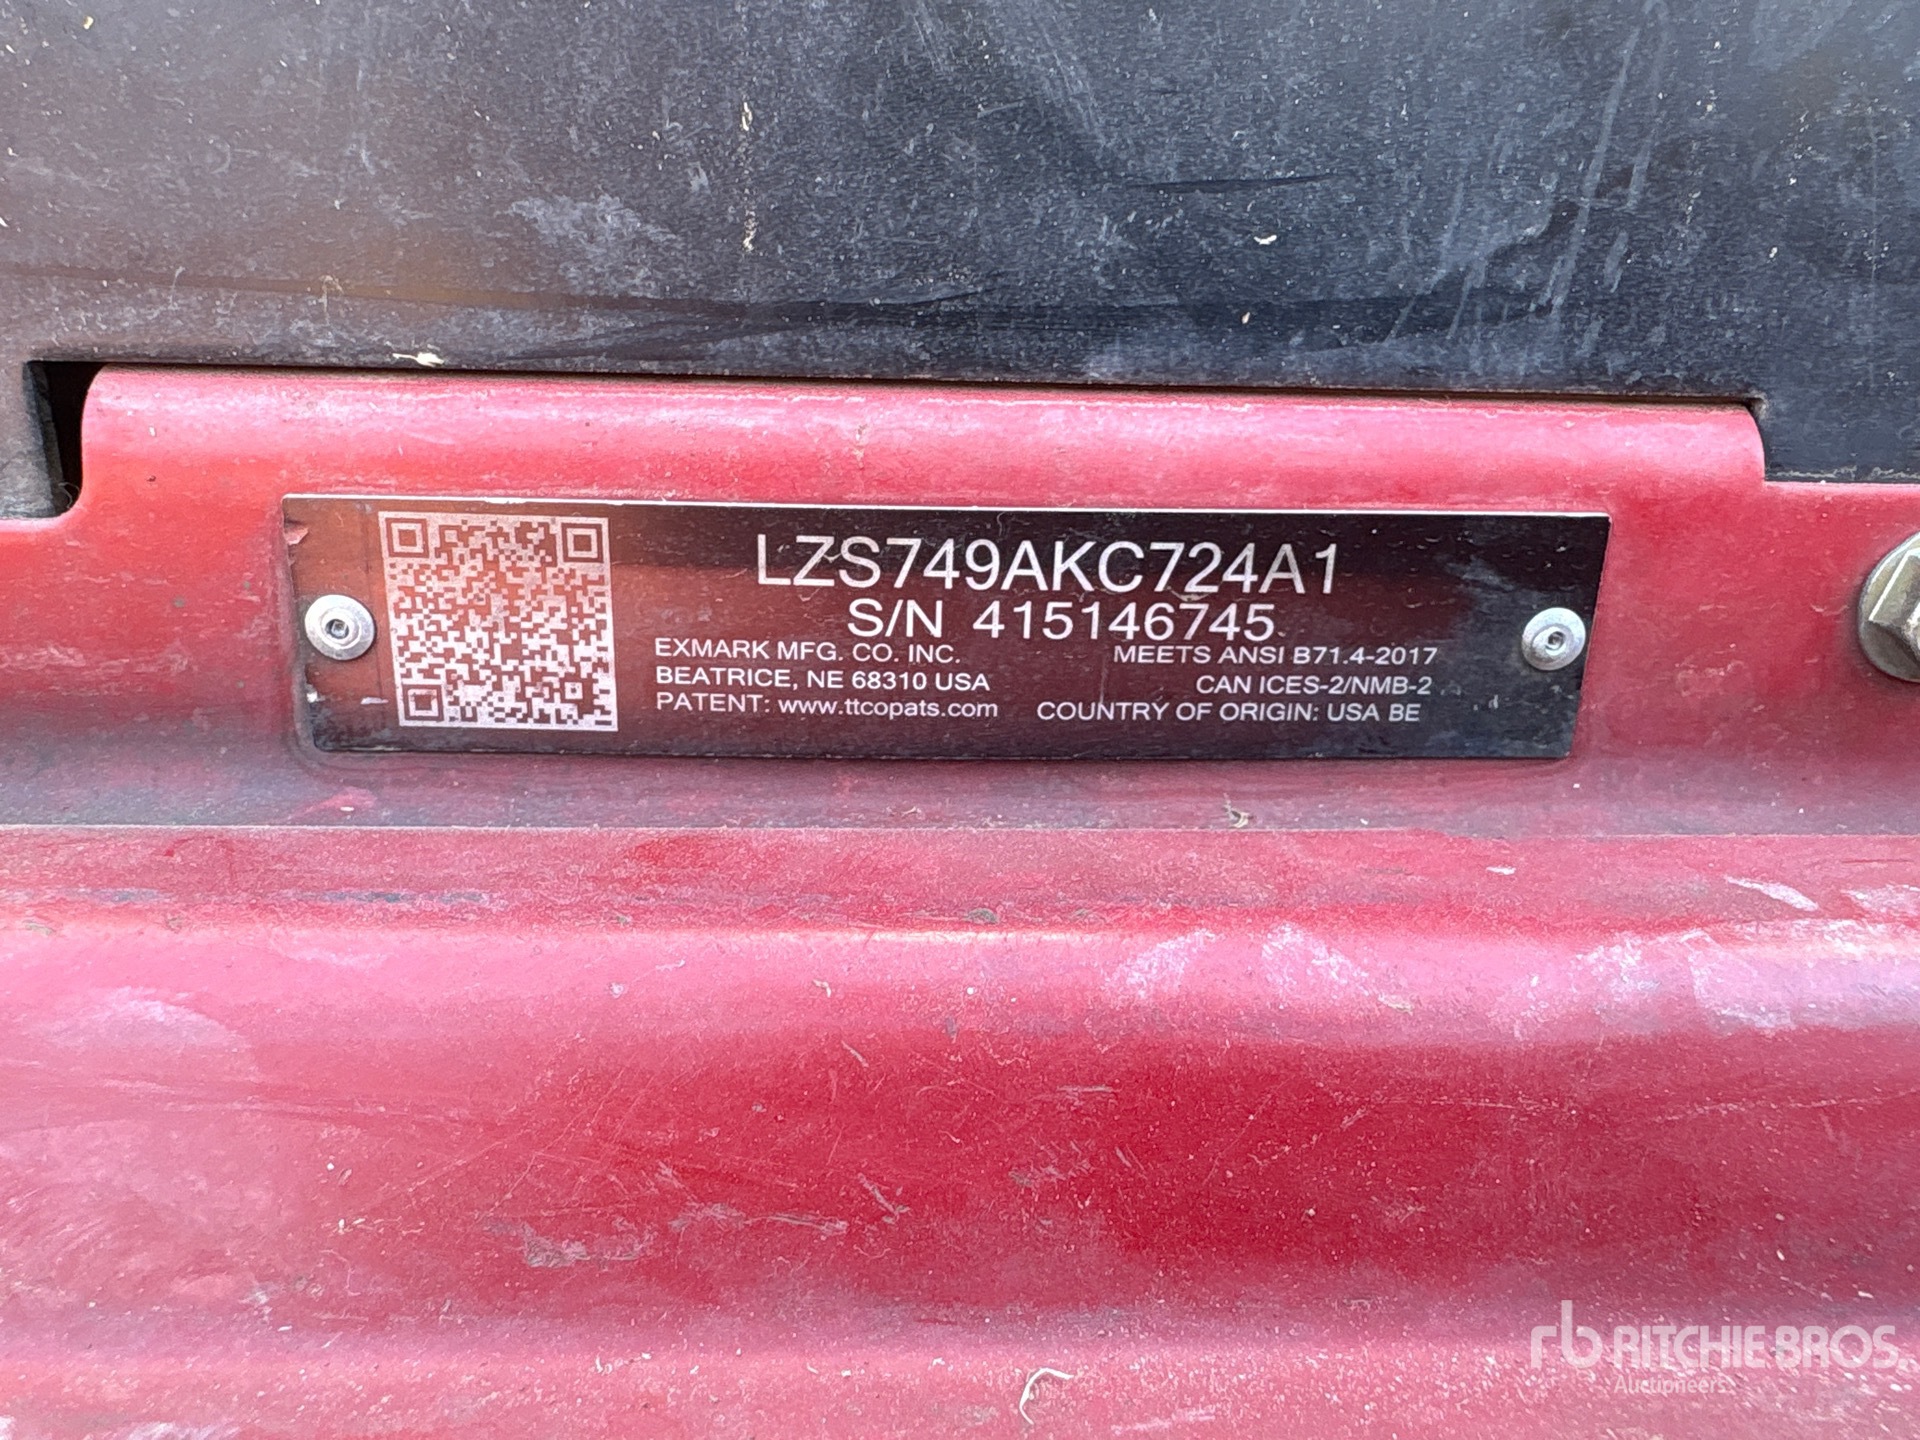 LZS749AKC724A1
S/N 415146745
EXMARK MFG. CO. INC.
BEATRICE, NE 68310 USA
PATENT: www.ttcopats.com
MEETS ANSI B71.4-2017
CAN ICES-2/NMB-2
COUNTRY OF ORIGIN: USA BE
rb RITCHIE BROS.
Auctioneers